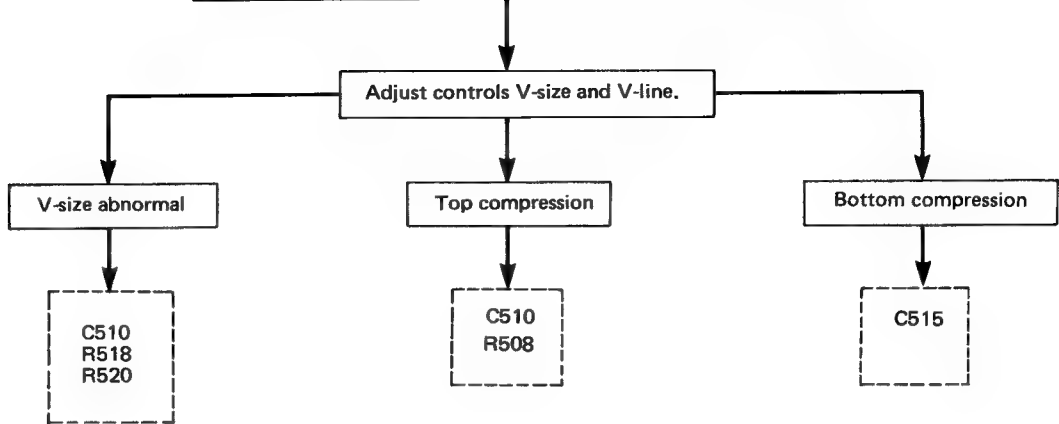 Adjust controls V-size and V-line.
V-size abnormal
Top compression
Bottom compression
C510
R518
R520
C510
R508
C515